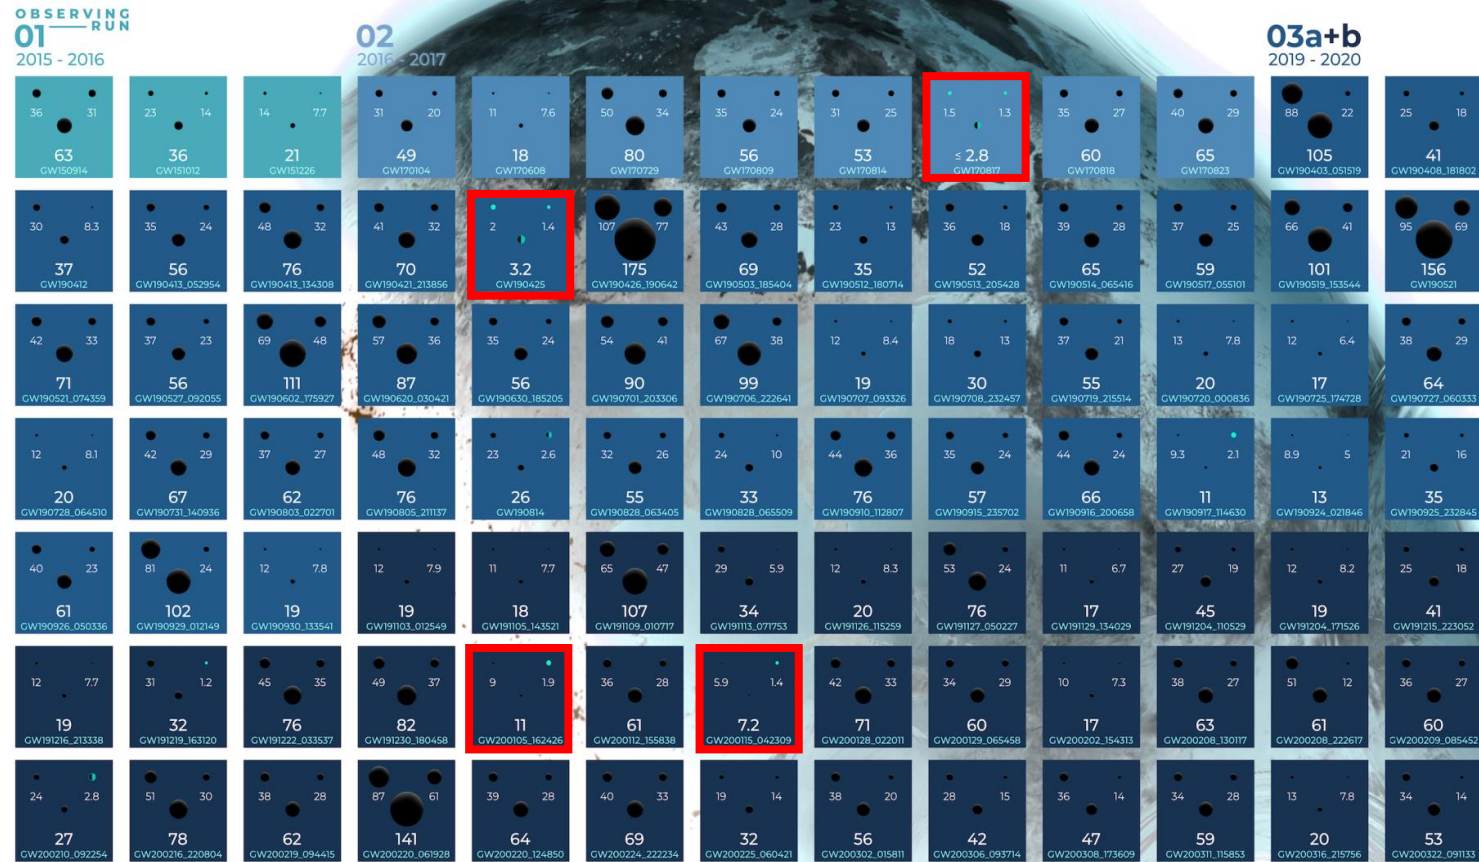 OBSERVING
01 RUN
2015 - 2016
02
2016 - 2017
03a+b
2019 - 2020
36 31 23 14 14 7.7 31 20 11 7.6 50 34 35 24 31 25 1.5 1.3 35 27 40 29 88 22 25 18
63 36 21 49 18 80 56 53 ≤ 2.8 60 65 105 41
GW150914 GW151012 GW151226 GW170104 GW170608 GW170729 GW170809 GW170814 GW170817 GW170818 GW170823 GW190403_051519 GW190408_181802
30 8.3 35 24 48 32 41 32 2 1.4 107 77 43 28 23 13 36 18 39 28 37 25 66 41 95 69
37 56 76 70 3.2 175 69 35 52 65 59 101 156
GW190412 GW190413_052954 GW190413_134308 GW190421_213856 GW190425 GW190426_190642 GW190503_185404 GW190512_180714 GW190513_205428 GW190514_065416 GW190517_055101 GW190519_153544 GW190521
42 33 37 23 69 48 57 36 35 24 54 41 67 38 12 8.4 18 13 37 21 13 7.8 12 6.4 38 29
71 56 111 87 56 90 99 19 30 55 20 17 64
GW190521_074359 GW190527_092055 GW190602_175927 GW190620_030421 GW190630_185205 GW190701_203306 GW190706_222641 GW190707_093326 GW190708_232457 GW190719_215514 GW190720_000836 GW190725_174728 GW190727_060333
12 8.1 42 29 37 27 48 32 23 2.6 32 26 24 10 44 36 35 24 44 24 9.3 2.1 8.9 5 21 16
20 67 62 76 26 55 33 76 57 66 11 13 35
GW190728_064510 GW190731_140936 GW190803_022701 GW190805_211137 GW190814 GW190828_063405 GW190828_065509 GW190910_112807 GW190915_235702 GW190916_200658 GW190917_114630 GW190924_021846 GW190925_232845
40 23 81 24 12 7.8 12 7.9 11 7.7 65 47 29 5.9 12 8.3 53 24 11 6.7 27 19 12 8.2 25 18
61 102 19 19 18 107 34 20 76 17 45 19 41
GW190926_050336 GW190929_012149 GW190930_133541 GW191103_012549 GW191105_143521 GW191109_010717 GW191113_071753 GW191126_115259 GW191127_050227 GW191129_134029 GW191204_110529 GW191204_171526 GW191215_223052
12 7.7 31 1.2 45 35 49 37 9 1.9 36 28 5.9 1.4 42 33 34 29 10 7.3 38 27 51 12 36 27
19 32 76 82 11 61 7.2 71 60 17 63 61 60
GW191216_213338 GW191219_163120 GW191222_033537 GW191230_180458 GW200105_162426 GW200112_155838 GW200115_042309 GW200128_022011 GW200129_065458 GW200202_154313 GW200208_130117 GW200208_222617 GW200209_085452
24 2.8 51 30 38 28 87 61 39 28 40 33 19 14 38 20 28 15 36 14 34 28 13 7.8 34 14
27 78 62 141 64 69 32 56 42 47 59 20 53
GW200210_092254 GW200216_220804 GW200219_094415 GW200220_061928 GW200220_124850 GW200224_222234 GW200225_060421 GW200302_015811 GW200306_093714 GW200308_173609 GW200311_115853 GW200316_215756 GW200322_091133